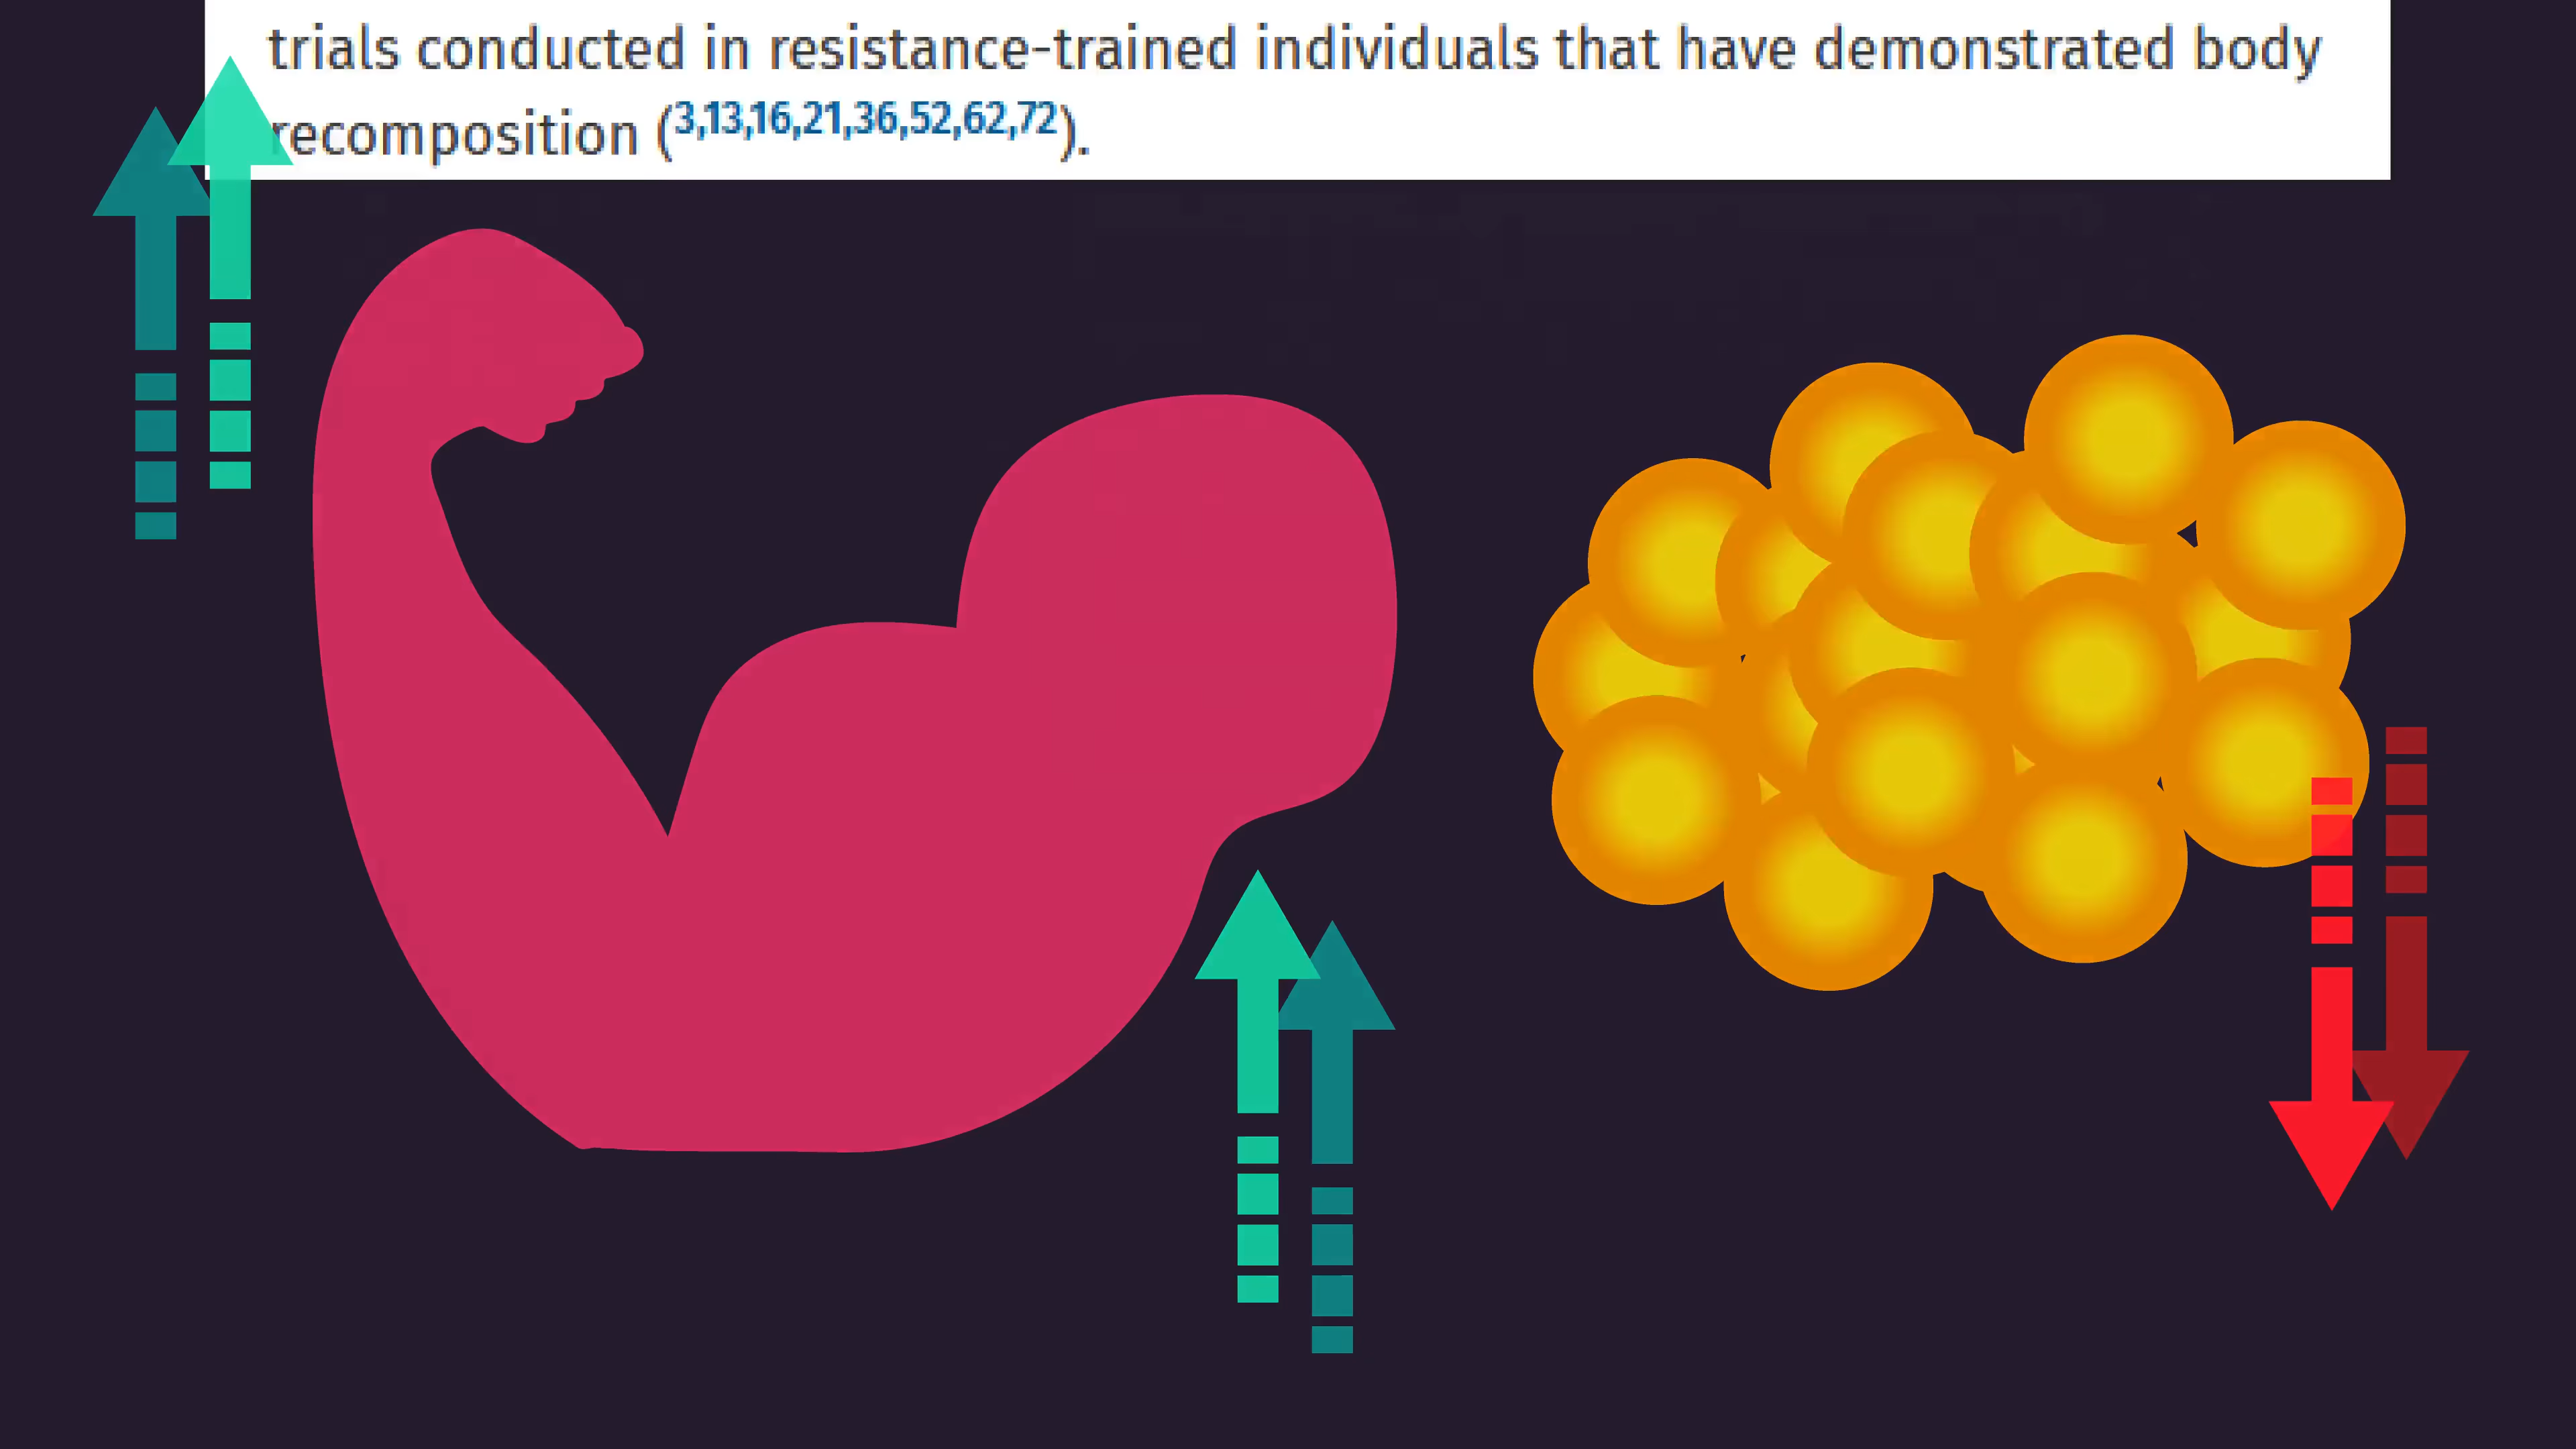 trials conducted in resistance-trained individuals that have demonstrated body
recomposition (3,13,16,21,36,52,62,72).